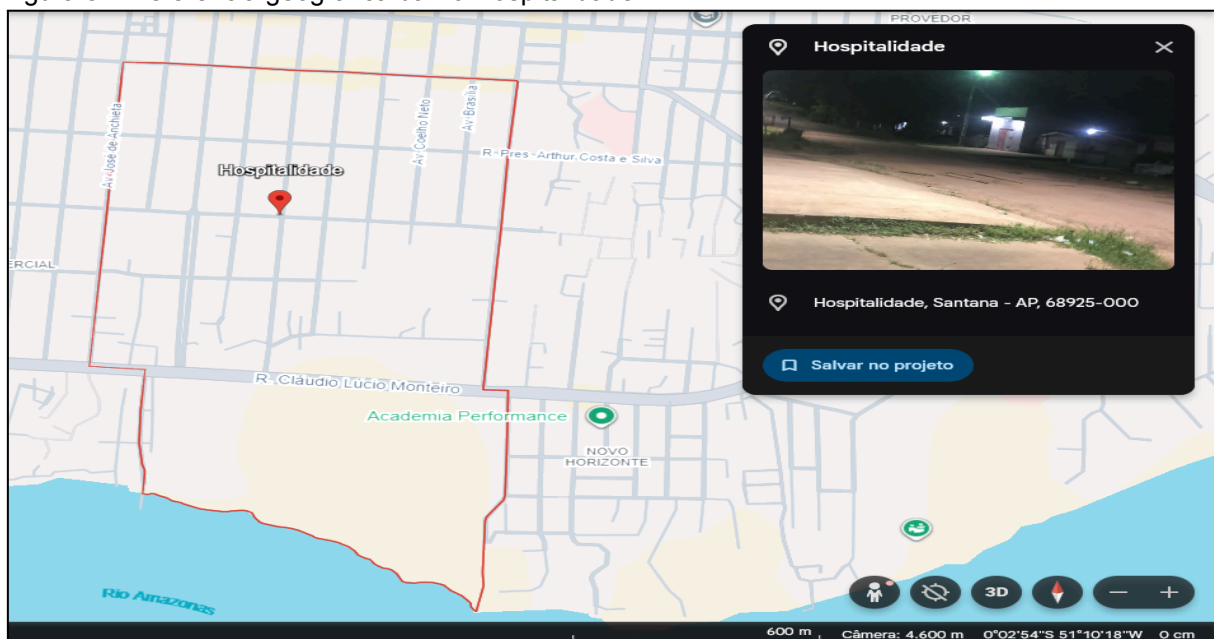 PROVEDOR
Hospitalidade
Av. José de Anchieta
Av. Coelho Neto
Av. Brasília
R. Pres. Arthur Costa e Silva
Hospitalidade
ERCIAL
Hospitalidade, Santana - AP, 68925-000
Salvar no projeto
R. Cláudio Lúcio Monteiro
Academia Performance
NOVO
HORIZONTE
Rio Amazonas
3D
600 m
Câmera: 4.600 m 0°02'54"S 51°10'18"W 0 cm